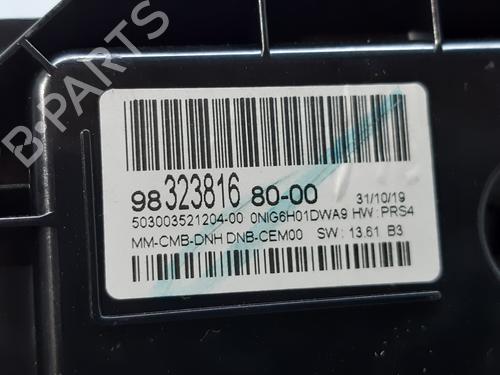 B-PARTS
98 323816 80-00 31/10/19
503003521204-00 0NIG6H01DWA9 HW: PRS4
MM-CMB-DNH DNB-CEM00 SW: 13.61 B3